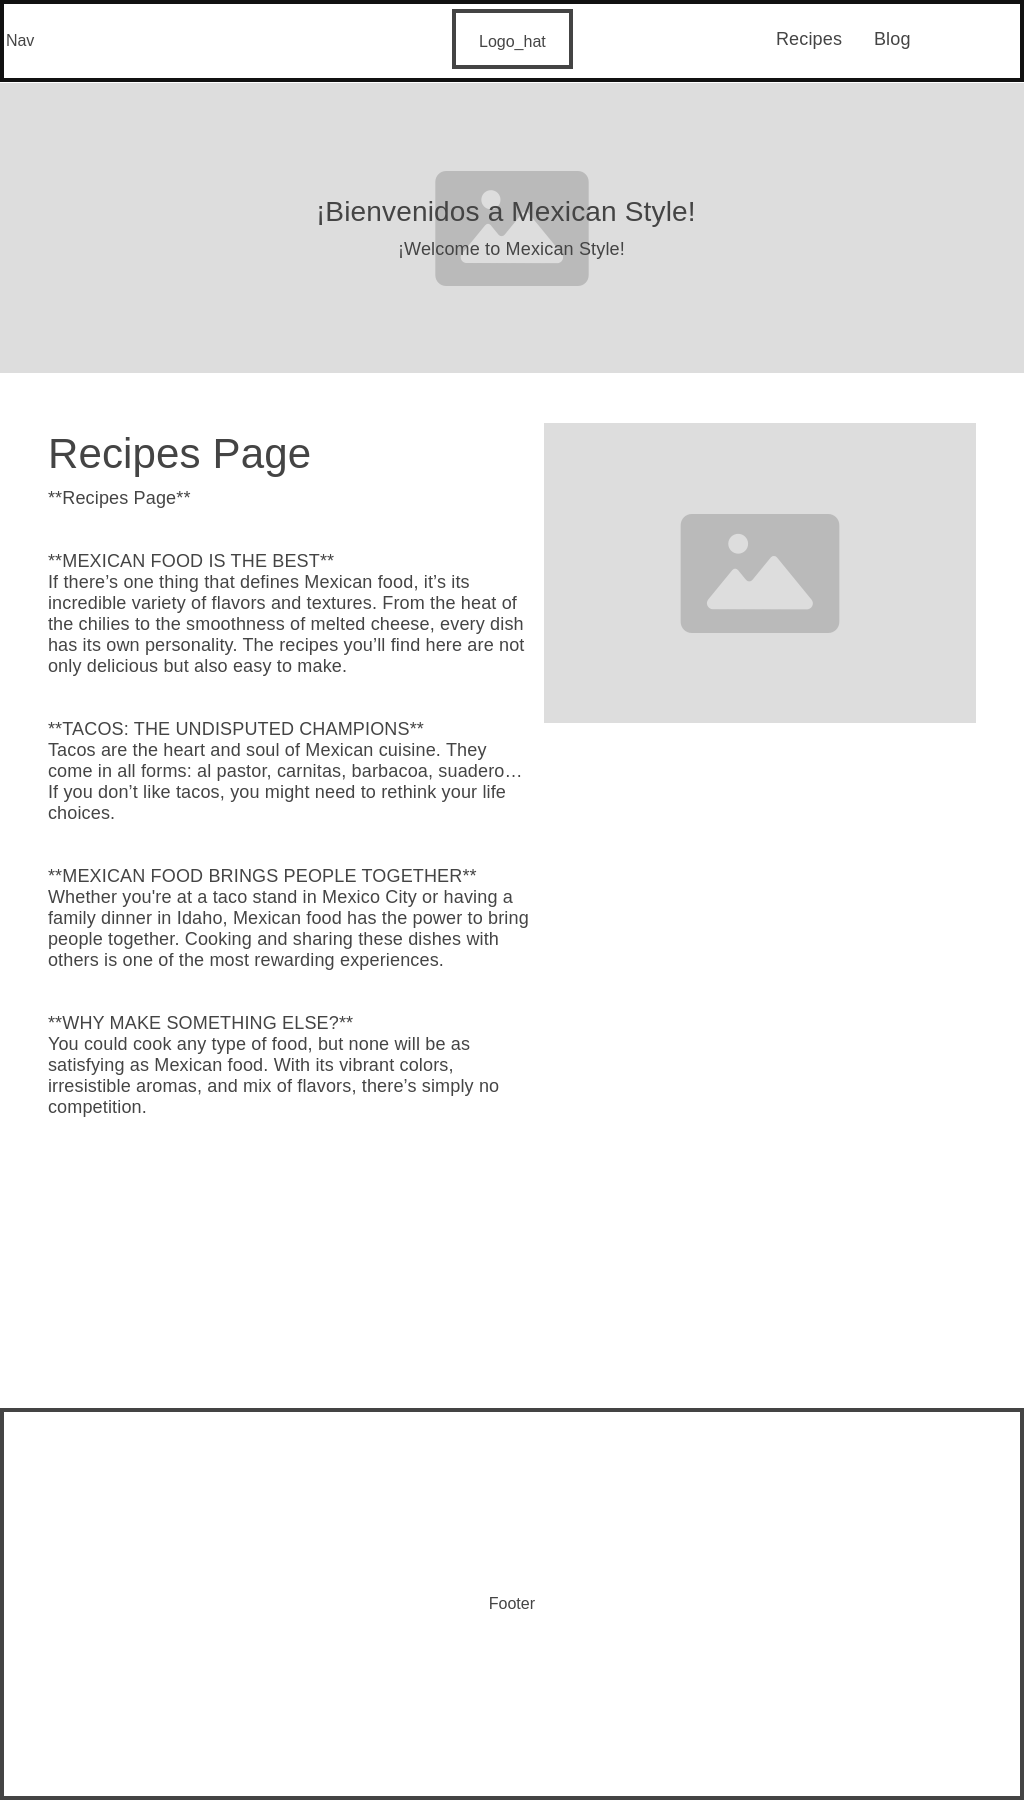 Nav
Logo_hat
Recipes Blog
¡Bienvenidos a Mexican Style!
¡Welcome to Mexican Style!
Recipes Page
**Recipes Page**
**MEXICAN FOOD IS THE BEST**
If there’s one thing that defines Mexican food, it’s its
incredible variety of flavors and textures. From the heat of
the chilies to the smoothness of melted cheese, every dish
has its own personality. The recipes you’ll find here are not
only delicious but also easy to make.
**TACOS: THE UNDISPUTED CHAMPIONS**
Tacos are the heart and soul of Mexican cuisine. They
come in all forms: al pastor, carnitas, barbacoa, suadero…
If you don’t like tacos, you might need to rethink your life
choices.
**MEXICAN FOOD BRINGS PEOPLE TOGETHER**
Whether you're at a taco stand in Mexico City or having a
family dinner in Idaho, Mexican food has the power to bring
people together. Cooking and sharing these dishes with
others is one of the most rewarding experiences.
**WHY MAKE SOMETHING ELSE?**
You could cook any type of food, but none will be as
satisfying as Mexican food. With its vibrant colors,
irresistible aromas, and mix of flavors, there’s simply no
competition.
Footer